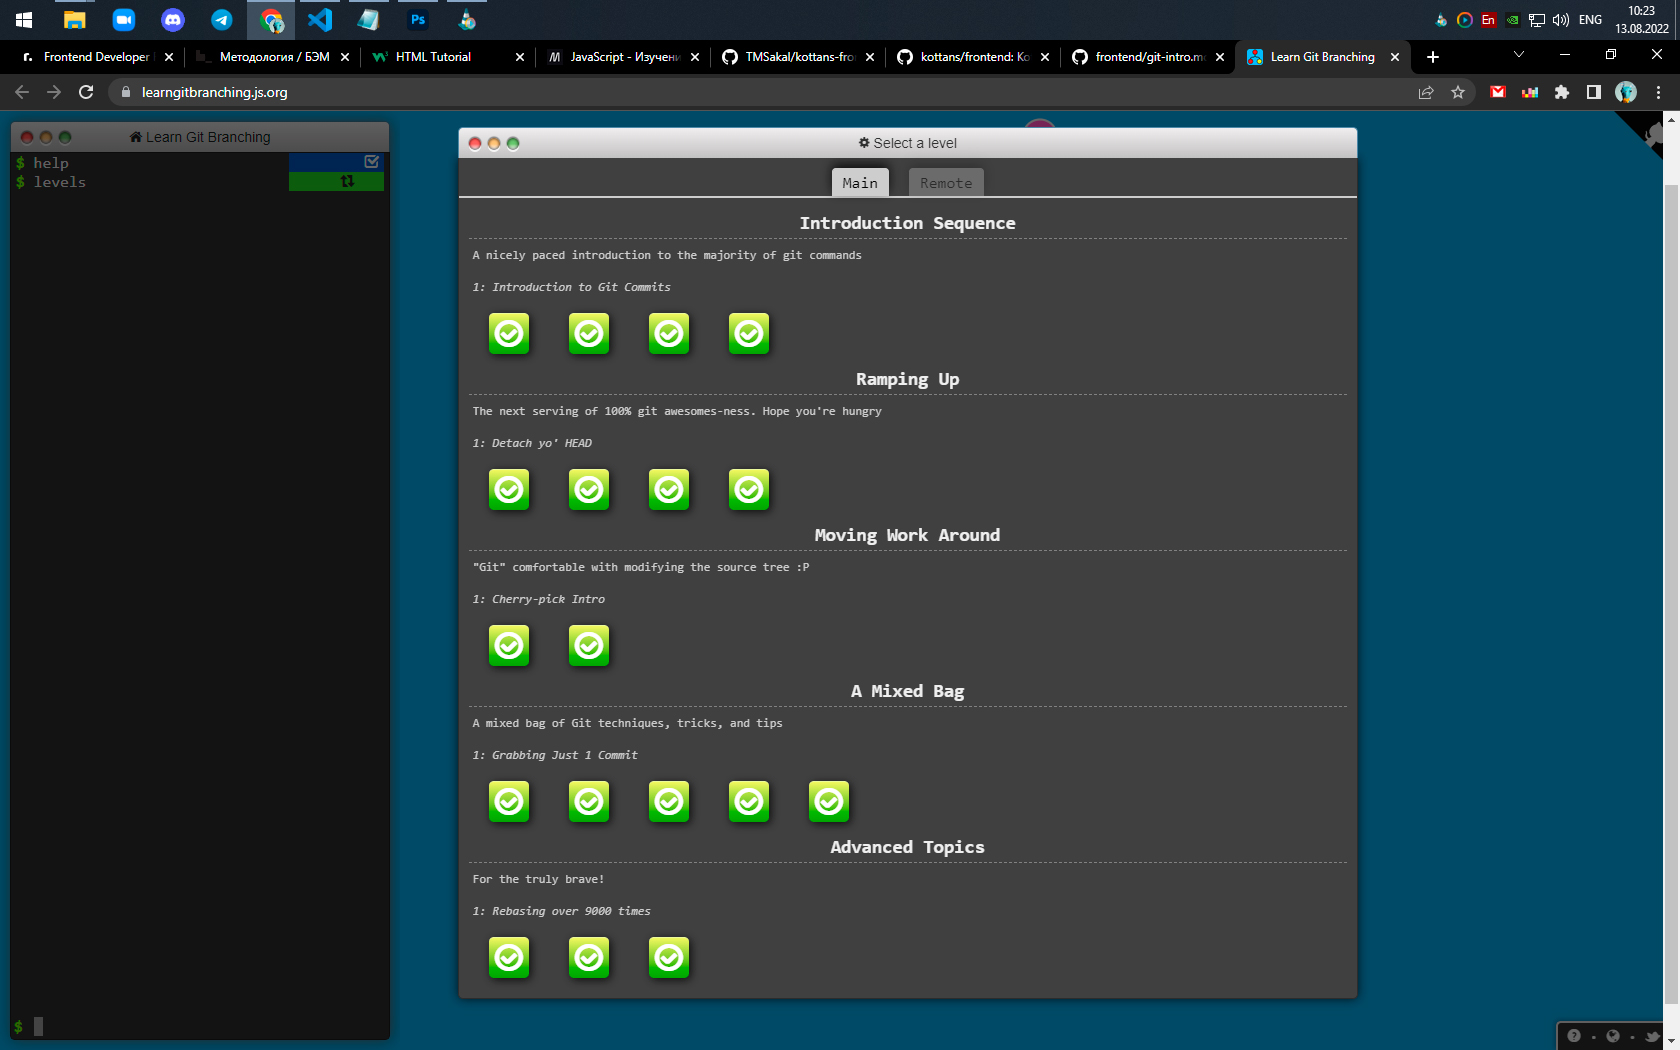 Ps
En
ENG
10:23
13.08.2022
Frontend Developer
Методология / БЭМ
HTML Tutorial
JavaScript - Изучени
TMSakal/kottans-fro
kottans/frontend: Ko
frontend/git-intro.m
Learn Git Branching
learngitbranching.js.org
Learn Git Branching
$ help
$ levels
$
Select a level
Main
Remote
Introduction Sequence
A nicely paced introduction to the majority of git commands
1: Introduction to Git Commits
Ramping Up
The next serving of 100% git awesomes-ness. Hope you're hungry
1: Detach yo' HEAD
Moving Work Around
"Git" comfortable with modifying the source tree :P
1: Cherry-pick Intro
A Mixed Bag
A mixed bag of Git techniques, tricks, and tips
1: Grabbing Just 1 Commit
Advanced Topics
For the truly brave!
1: Rebasing over 9000 times